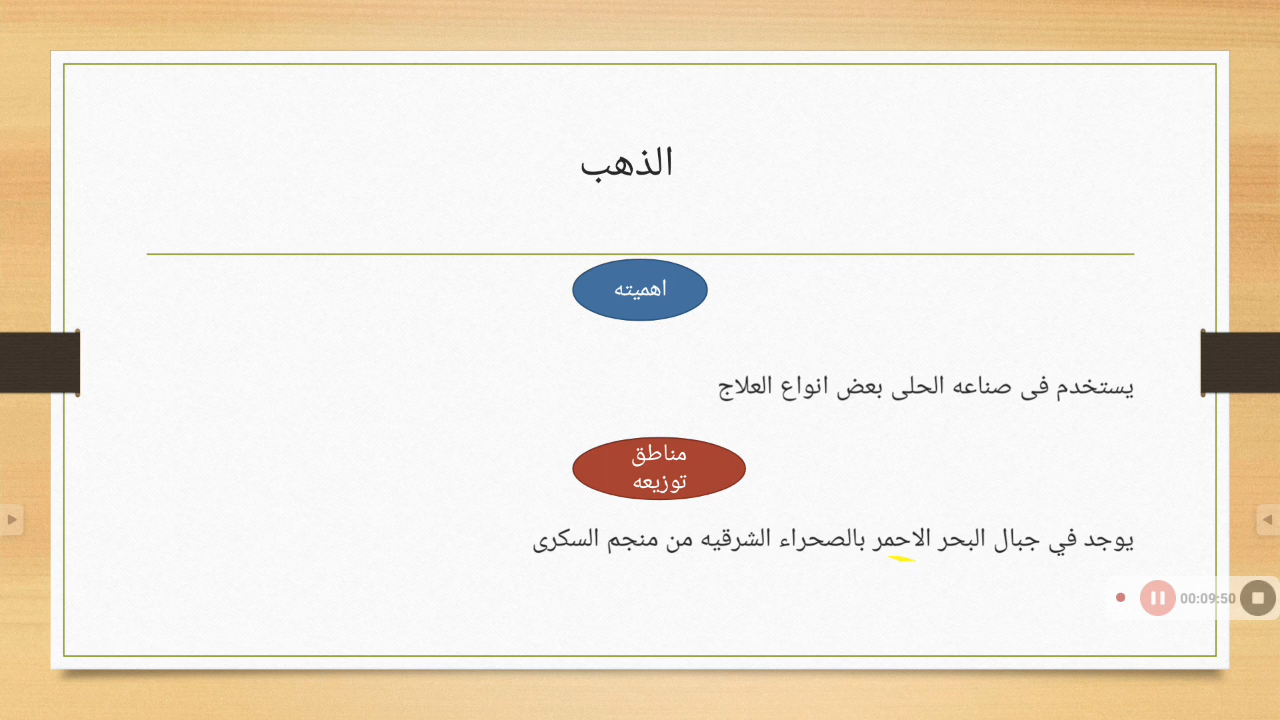 الذهب
اهميته
يستخدم فى صناعه الحلى بعض انواع العلاج
مناطق
توزيعه
يوجد في جبال البحر الاحمر بالصحراء الشرقيه من منجم السكرى
00:09:50